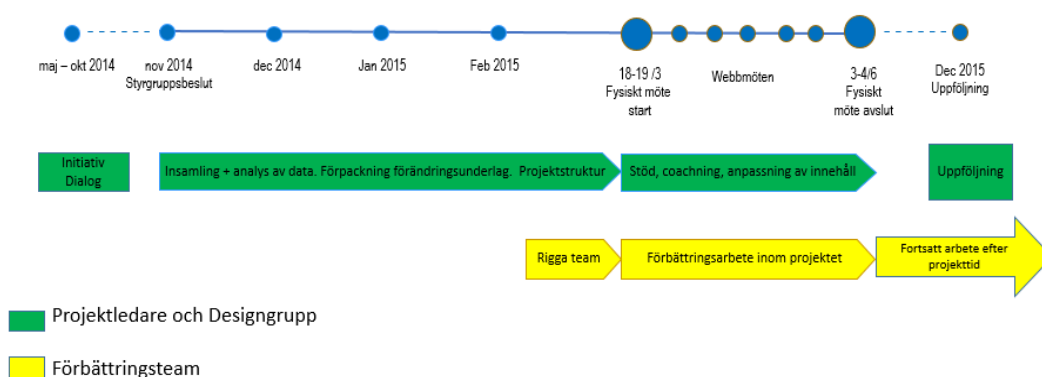 maj – okt 2014
nov 2014
Styrgruppsbeslut
dec 2014
Jan 2015
Feb 2015
18-19 /3
Fysiskt möte
start
Webbmöten
3-4/6
Fysiskt
möte avslut
Dec 2015
Uppföljning
Initiativ
Dialog
Insamling + analys av data. Förpackning förändringsunderlag. Projektstruktur
Stöd, coachning, anpassning av innehåll
Uppföljning
Rigga team
Förbättringsarbete inom projektet
Fortsatt arbete efter
projekttid
Projektledare och Designgrupp
Förbättringsteam